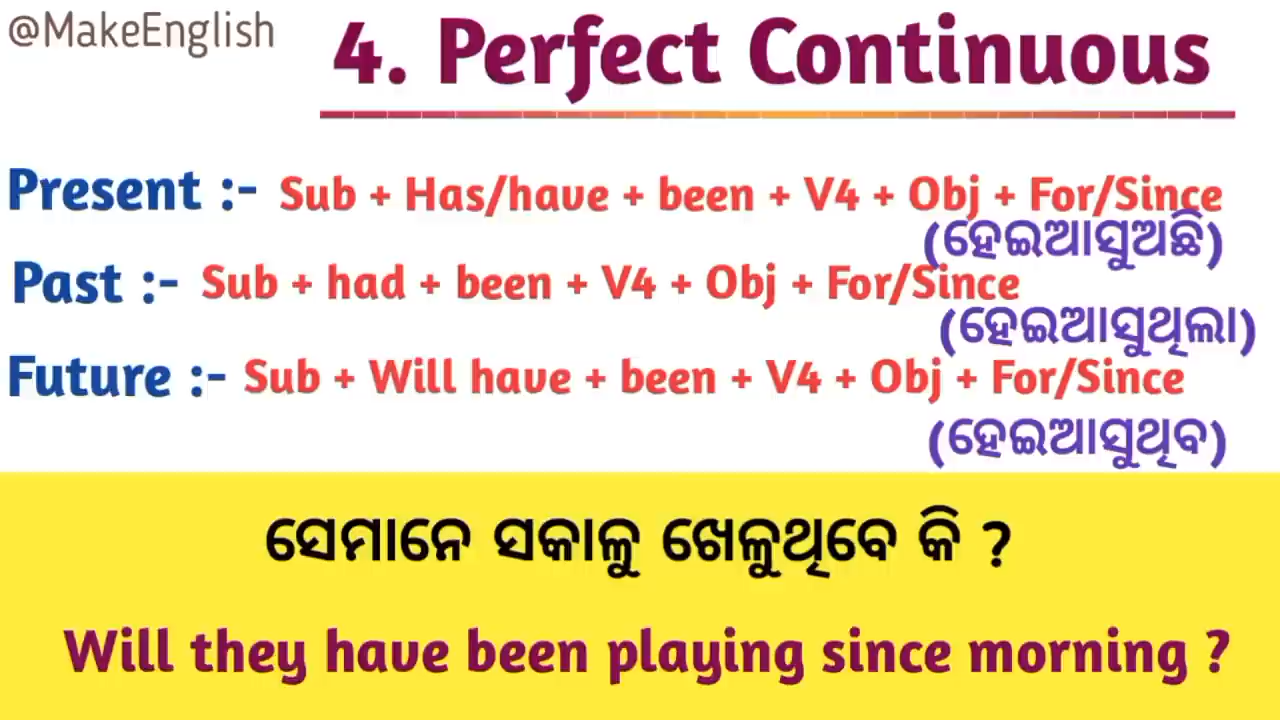 @MakeEnglish
4. Perfect Continuous
Present :- Sub + Has/have + been + V4 + Obj + For/Since
(ହେଇଆସୁଅଛି)
Past :- Sub + had + been + V4 + Obj + For/Since
(ହେଇଆସୁଥିଲା)
Future :- Sub + Will have + been + V4 + Obj + For/Since
(ହେଇଆସୁଥିବ)
ସେମାନେ ସକାଳୁ ଖେଳୁଥିବେ କି ?
Will they have been playing since morning ?